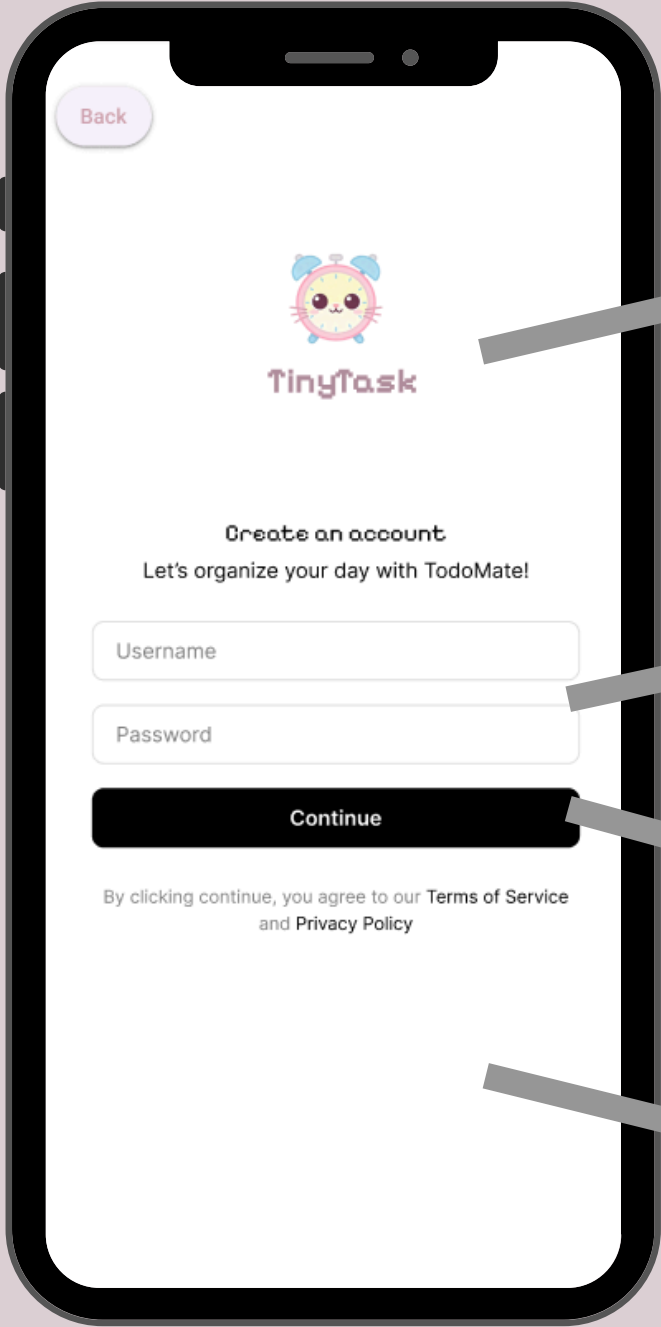 Back
TinyTask
Create an account
Let's organize your day with TodoMate!
Username
Password
Continue
By clicking continue, you agree to our Terms of Service
and Privacy Policy